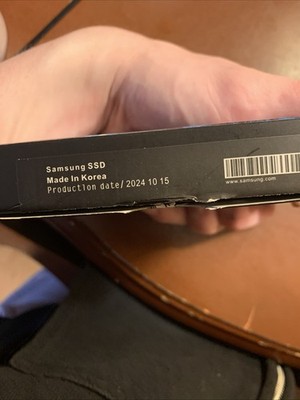 Samsung SSD
Made In Korea
Production date/ 2024 10 15
www.samsung.com